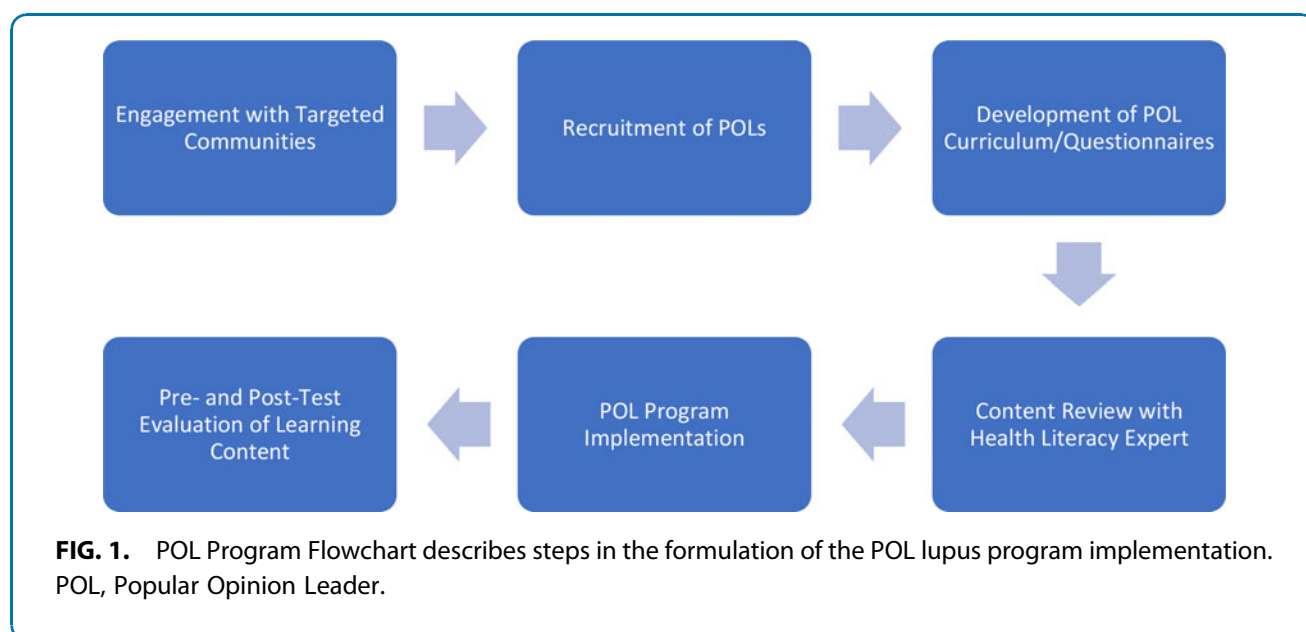 Engagement with Targeted
Communities
Recruitment of POLs
Development of POL
Curriculum/Questionnaires
Content Review with
Health Literacy Expert
POL Program
Implementation
Pre- and Post-Test
Evaluation of Learning
Content
FIG. 1. POL Program Flowchart describes steps in the formulation of the POL lupus program implementation.
POL, Popular Opinion Leader.